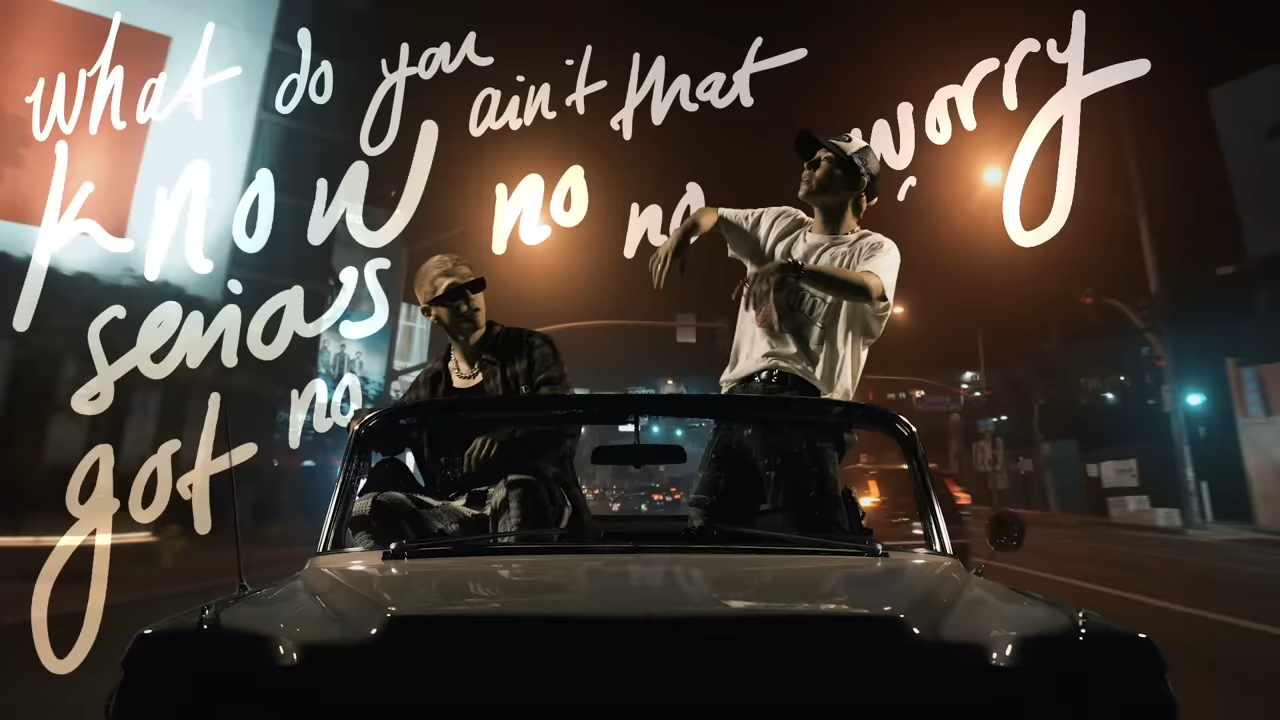 what do you
know
ain't that
serious
got no
no no
worry